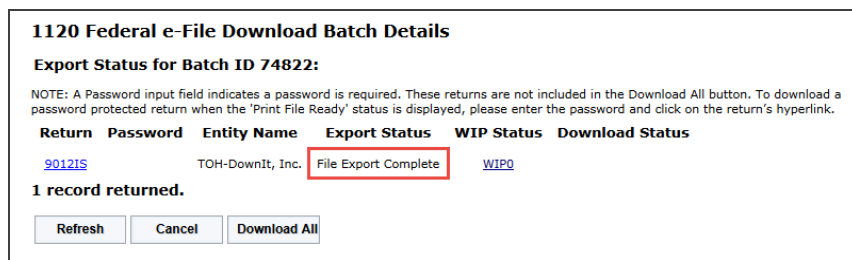 1120 Federal e-File Download Batch Details
Export Status for Batch ID 74822:
NOTE: A Password input field indicates a password is required. These returns are not included in the Download All button. To download a
password protected return when the 'Print File Ready' status is displayed, please enter the password and click on the return's hyperlink.
Return Password Entity Name Export Status WIP Status Download Status
9012IS TOH-DownIt, Inc. File Export Complete WIP0
1 record returned.
Refresh Cancel Download All